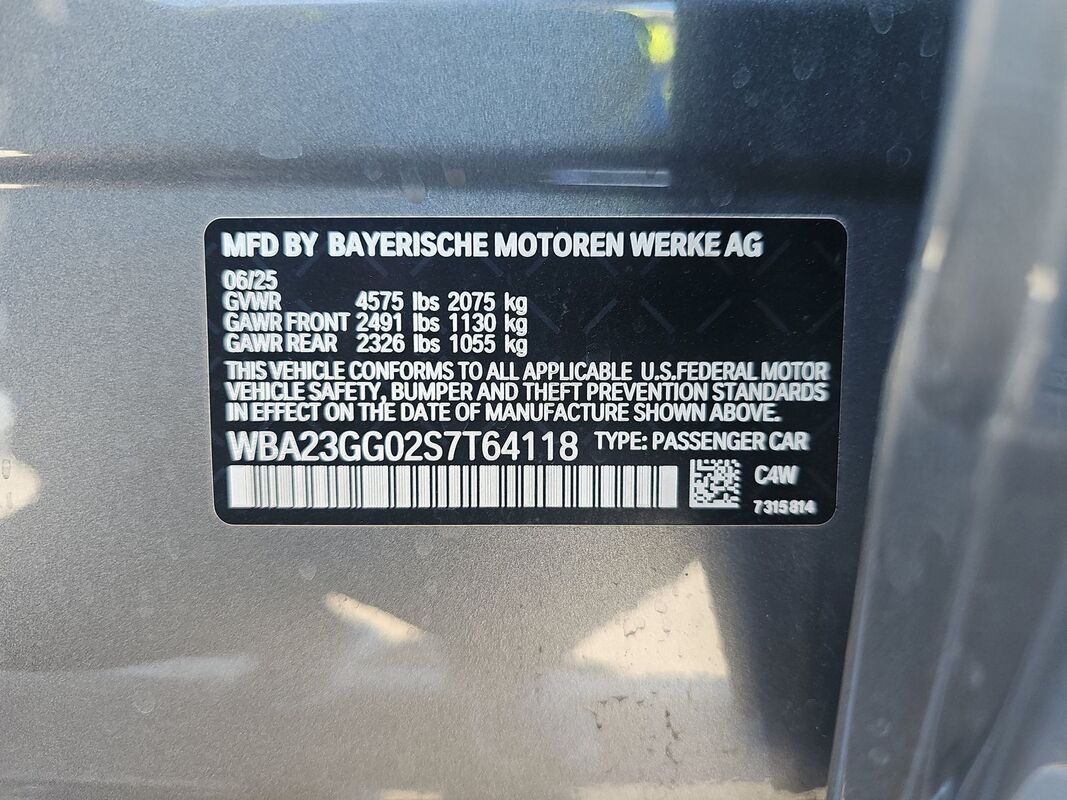 MFD BY BAYERISCHE MOTOREN WERKE AG
06/25
GVWR 4575 lbs 2075 kg
GAWR FRONT 2491 lbs 1130 kg
GAWR REAR 2326 lbs 1055 kg
THIS VEHICLE CONFORMS TO ALL APPLICABLE U.S.FEDERAL MOTOR
VEHICLE SAFETY, BUMPER AND THEFT PREVENTION STANDARDS
IN EFFECT ON THE DATE OF MANUFACTURE SHOWN ABOVE.
WBA23GG02S7T64118 TYPE: PASSENGER CAR
C4W
7315814